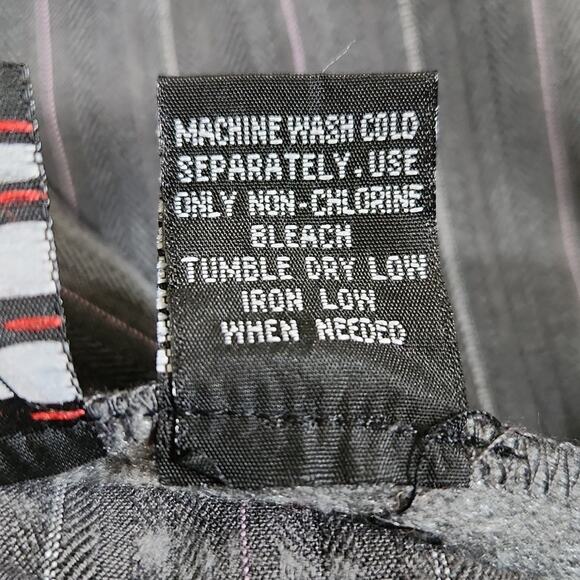 MACHINE WASH COLD
SEPARATELY. USE
ONLY NON-CHLORINE
BLEACH
TUMBLE DRY LOW
IRON LOW
WHEN NEEDED